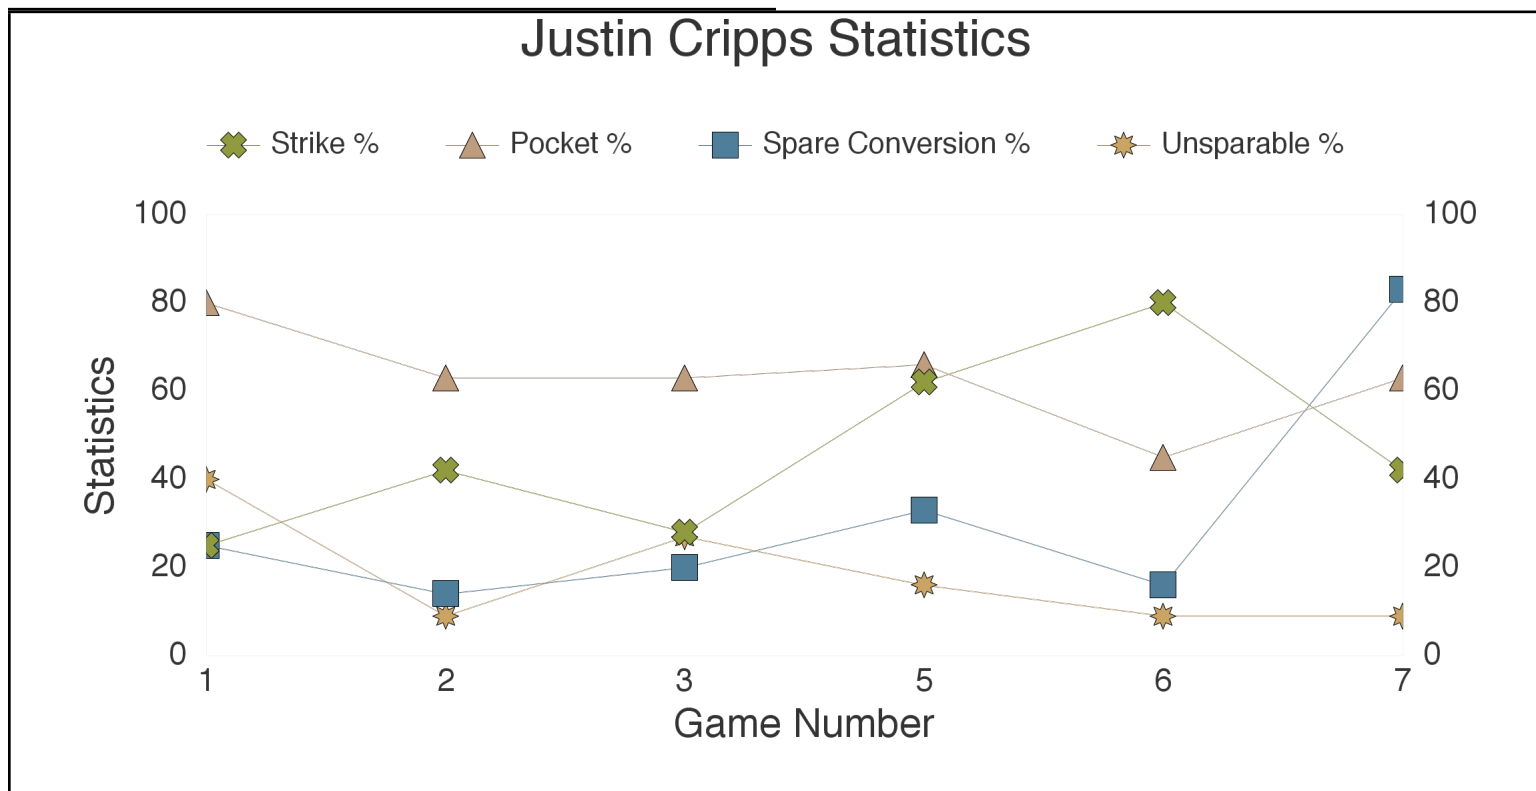 Justin Cripps Statistics
Strike % Pocket % Spare Conversion % Unsparable %
100 100
80 80
60 60
40 40
20 20
0 0
Statistics
1 2 3 5 6 7
Game Number